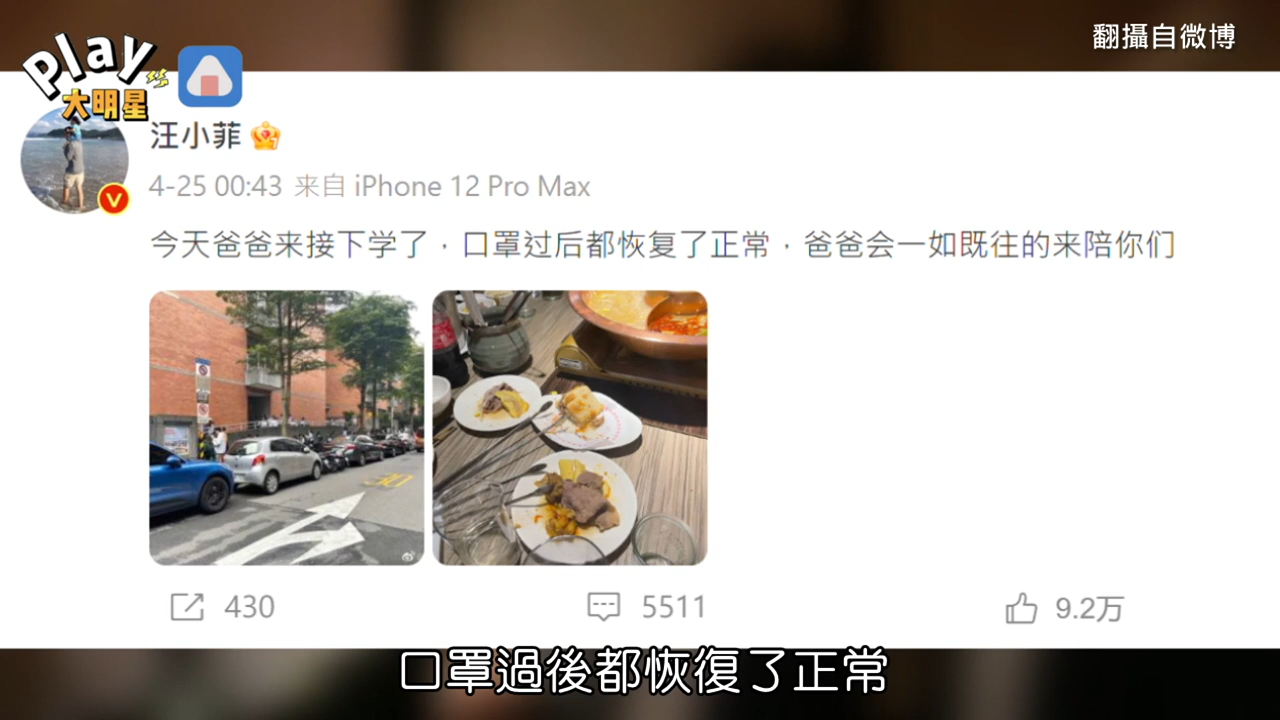 翻攝自微博
Play
大明星
汪小菲
4-25 00:43 来自 iPhone 12 Pro Max
今天爸爸来接下学了，口罩过后都恢复了正常，爸爸会一如既往的来陪你们
30
430
5511
9.2万
口罩過後都恢復了正常